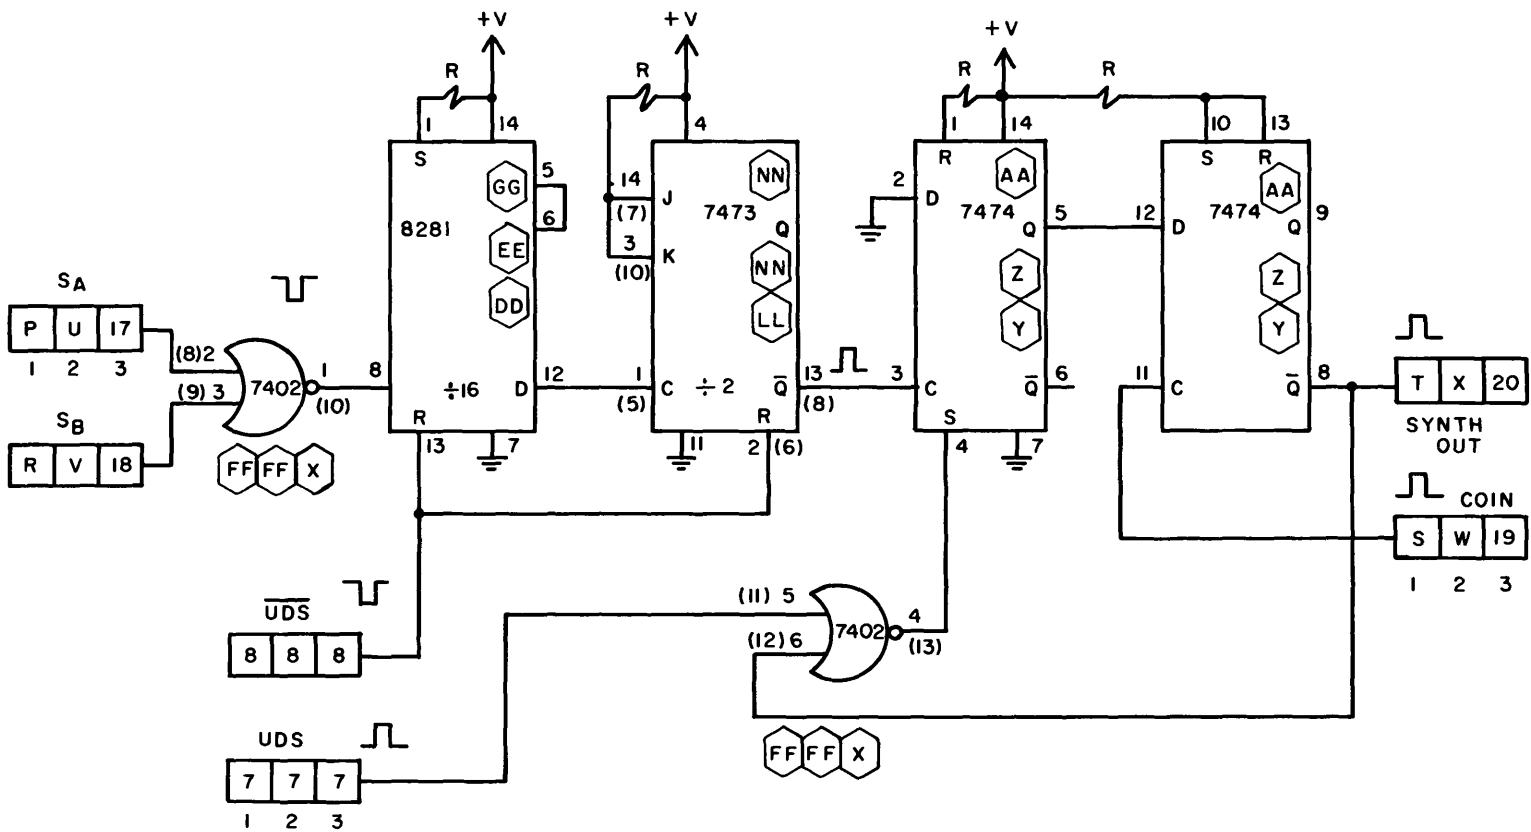 +V +V +V
R R R R
1 14 4 1 14 10 13
S R S R
GG NN AA AA
5 14 J 7473 2 D 7474 7474 9
(7) Q 5 12 D Q
8281 6 3 K
EE (10) NN Z Z
DD LL Y Y
SA
P U 17
1 2 3
(8) 2
7402 1 8 ÷16 D 12 1 C ÷2 Q̅ 13 3 C Q̅ 6 11 C Q̅ 8
(9) 3 (10) (5) (8)
T X 20
SYNTH
OUT
SB
R V 18
FF FF X
R R S
13 7 11 2 (6) 4 7
COIN
S W 19
1 2 3
U̅D̅S̅
8 8 8
(11) 5
(12) 6 7402 4
(13)
UDS
7 7 7
1 2 3
FF FF X